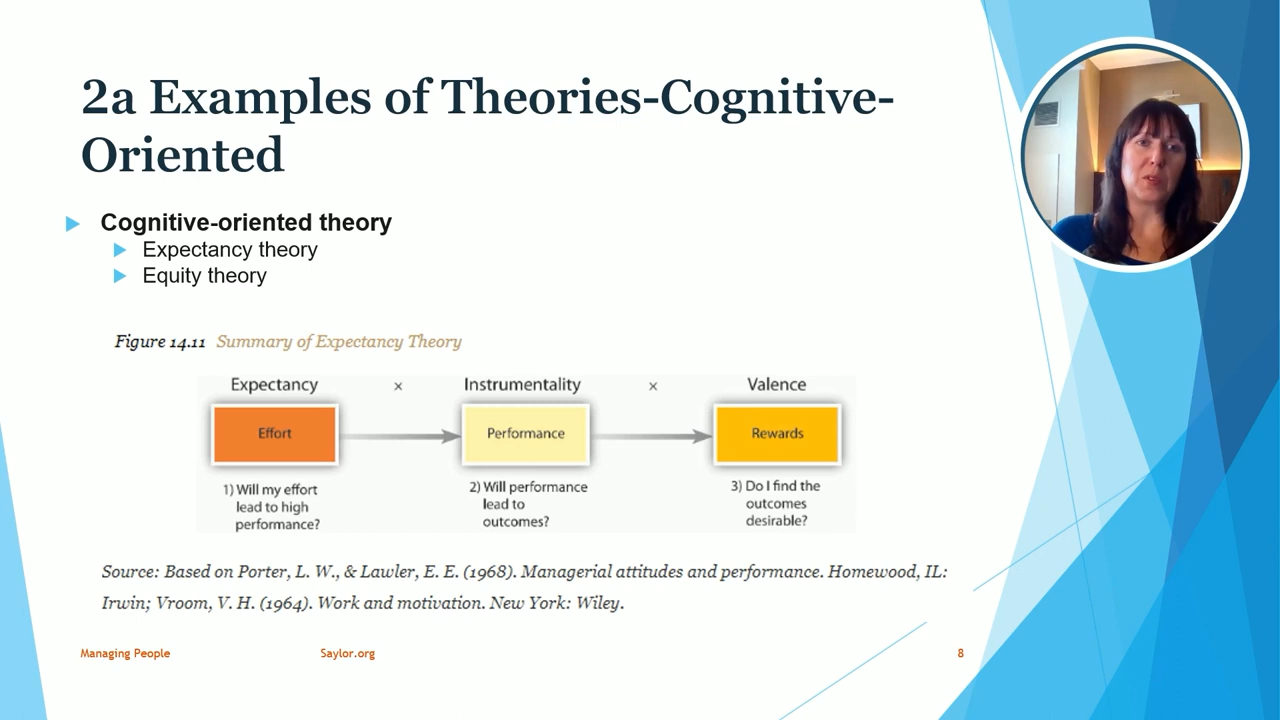 2a Examples of Theories-Cognitive-
Oriented
Cognitive-oriented theory
Expectancy theory
Equity theory
Figure 14.11 Summary of Expectancy Theory
Expectancy × Instrumentality × Valence
Effort Performance Rewards
1) Will my effort
lead to high
performance?
2) Will performance
lead to
outcomes?
3) Do I find the
outcomes
desirable?
Source: Based on Porter, L. W., & Lawler, E. E. (1968). Managerial attitudes and performance. Homewood, IL:
Irwin; Vroom, V. H. (1964). Work and motivation. New York: Wiley.
Managing People Saylor.org 8